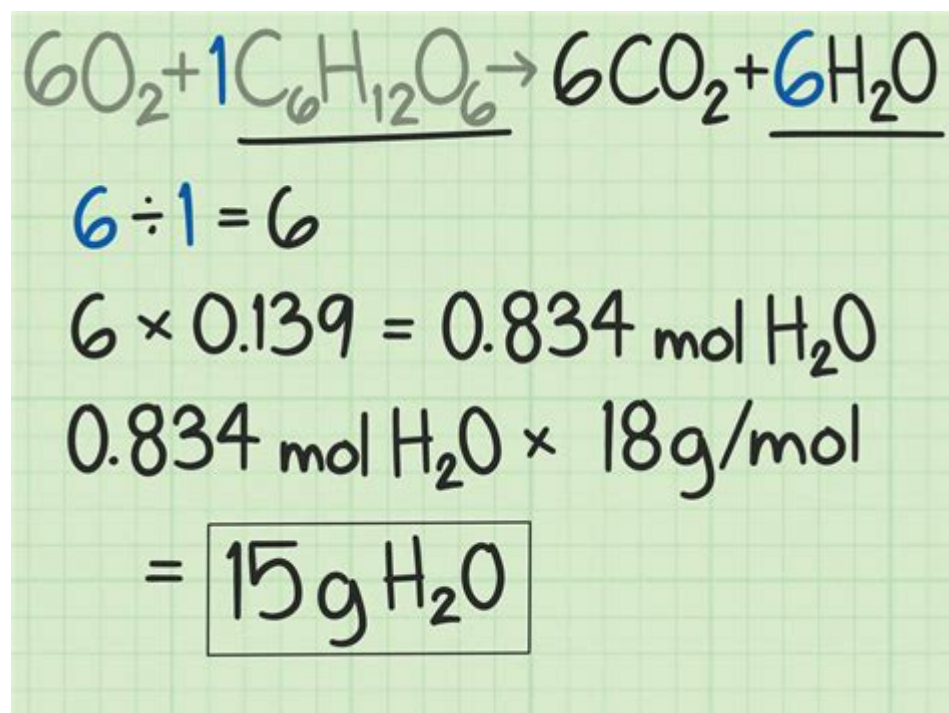 6O₂+1C₆H₁₂O₆→6CO₂+6H₂O
6÷1=6
6×0.139=0.834 mol H₂O
0.834 mol H₂O × 18g/mol
= 15g H₂O